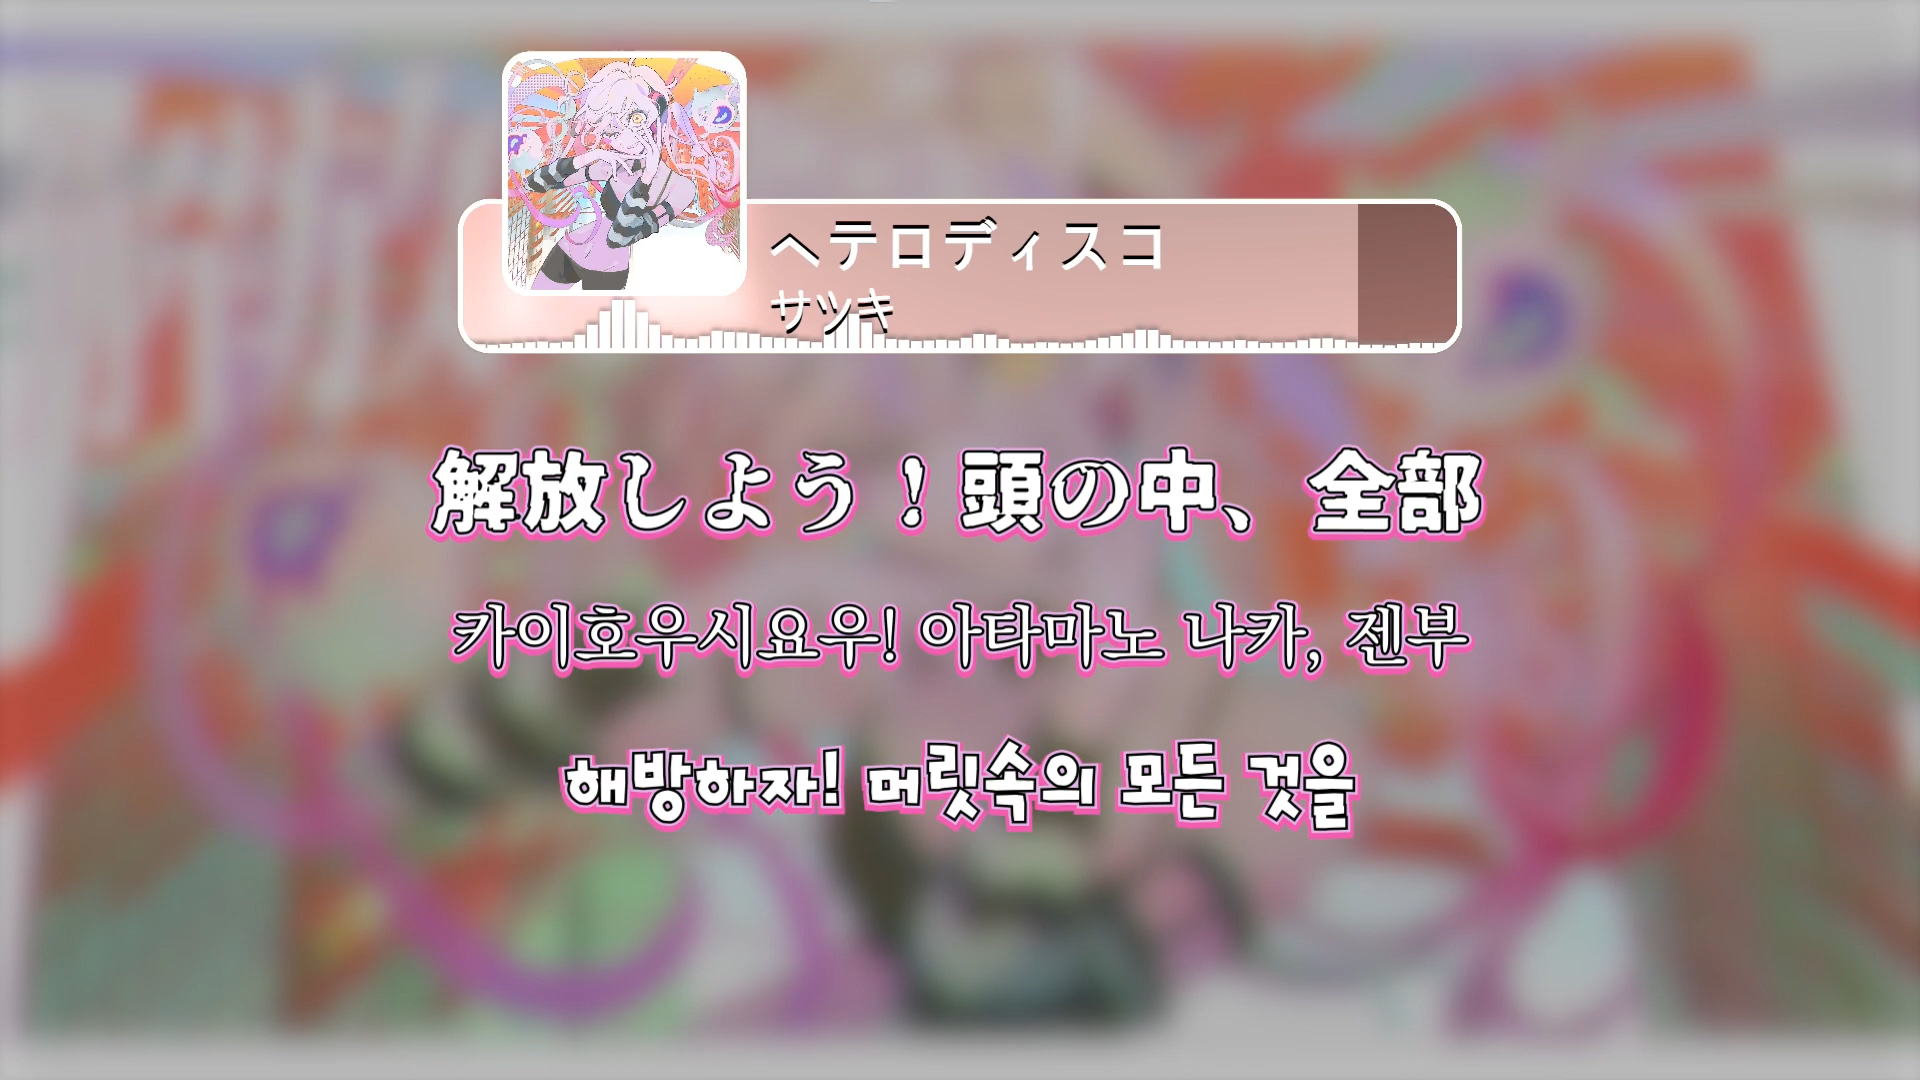 ヘテロディスコ
サツキ
解放しよう！頭の中、全部
카이호우시요우! 아타마노 나카, 젠부
해방하자! 머릿속의 모든 것을